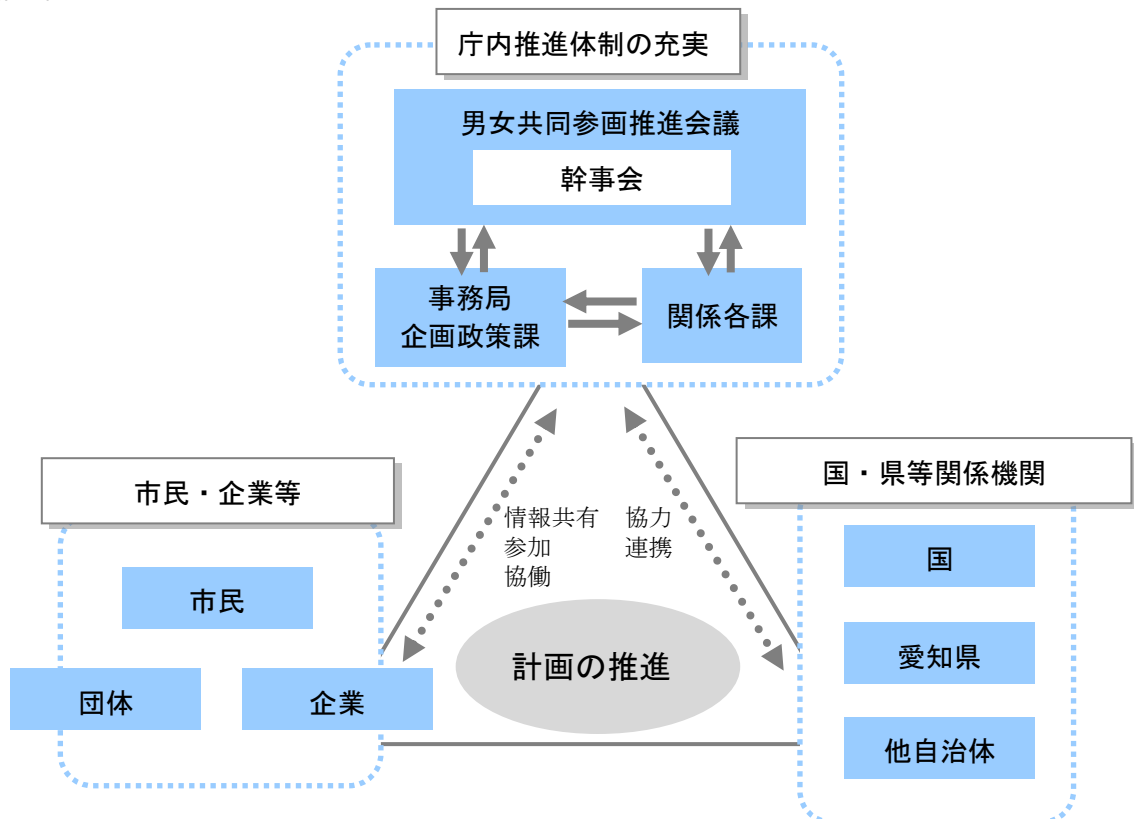 庁内推進体制の充実
男女共同参画推進会議
幹事会
事務局
企画政策課
関係各課
市民・企業等
市民
団体
企業
情報共有
参加
協働
協力
連携
計画の推進
国・県等関係機関
国
愛知県
他自治体